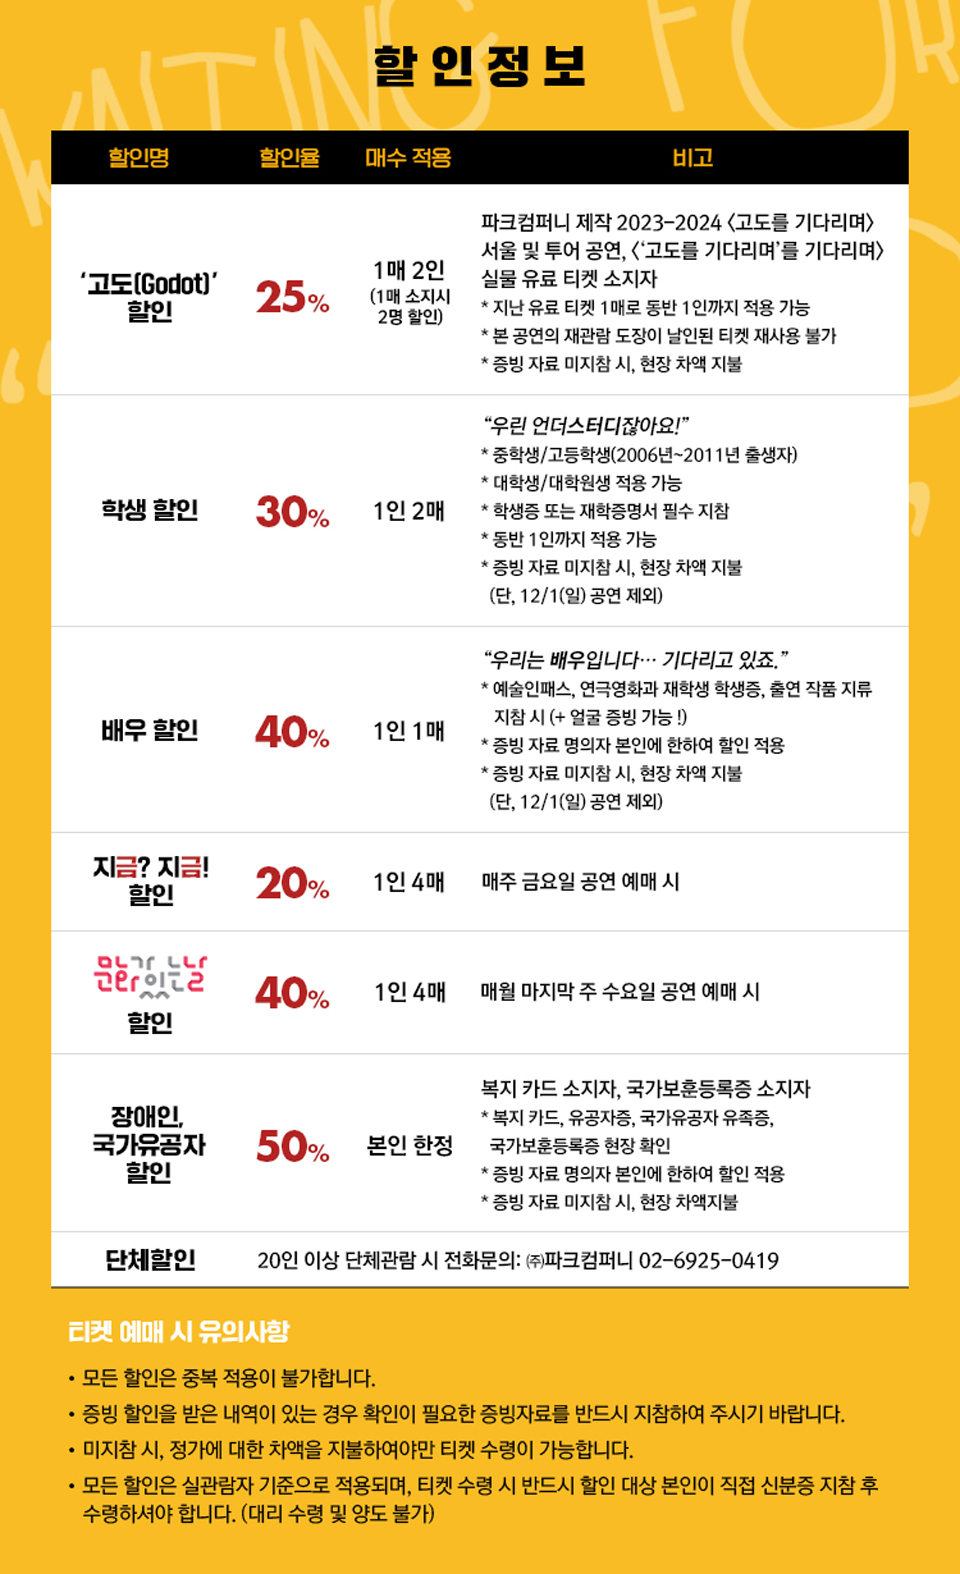 WAITING FOR
할인정보
할인명 할인율 매수 적용 비고
'고도(Godot)'
할인
25%
1매 2인
(1매 소지시
2명 할인)
파크컴퍼니 제작 2023-2024 〈고도를 기다리며〉
서울 및 투어 공연, 〈'고도를 기다리며'를 기다리며〉
실물 유료 티켓 소지자
* 지난 유료 티켓 1매로 동반 1인까지 적용 가능
* 본 공연의 재관람 도장이 날인된 티켓 재사용 불가
* 증빙 자료 미지참 시, 현장 차액 지불
학생 할인
30%
1인 2매
"우린 언더스터디잖아요!"
* 중학생/고등학생(2006년~2011년 출생자)
* 대학생/대학원생 적용 가능
* 학생증 또는 재학증명서 필수 지참
* 동반 1인까지 적용 가능
* 증빙 자료 미지참 시, 현장 차액 지불
(단, 12/1(일) 공연 제외)
배우 할인
40%
1인 1매
"우리는 배우입니다… 기다리고 있죠."
* 예술인패스, 연극영화과 재학생 학생증, 출연 작품 지류
지참 시 (+ 얼굴 증빙 가능 !)
* 증빙 자료 명의자 본인에 한하여 할인 적용
* 증빙 자료 미지참 시, 현장 차액 지불
(단, 12/1(일) 공연 제외)
지금? 지금!
할인
20%
1인 4매
매주 금요일 공연 예매 시
문화가 있는 날
할인
40%
1인 4매
매월 마지막 주 수요일 공연 예매 시
장애인,
국가유공자
할인
50%
본인 한정
복지 카드 소지자, 국가보훈등록증 소지자
* 복지 카드, 유공자증, 국가유공자 유족증,
국가보훈등록증 현장 확인
* 증빙 자료 명의자 본인에 한하여 할인 적용
* 증빙 자료 미지참 시, 현장 차액지불
단체할인
20인 이상 단체관람 시 전화문의: ㈜파크컴퍼니 02-6925-0419
티켓 예매 시 유의사항
• 모든 할인은 중복 적용이 불가합니다.
• 증빙 할인을 받은 내역이 있는 경우 확인이 필요한 증빙자료를 반드시 지참하여 주시기 바랍니다.
• 미지참 시, 정가에 대한 차액을 지불하여야만 티켓 수령이 가능합니다.
• 모든 할인은 실관람자 기준으로 적용되며, 티켓 수령 시 반드시 할인 대상 본인이 직접 신분증 지참 후
수령하셔야 합니다. (대리 수령 및 양도 불가)